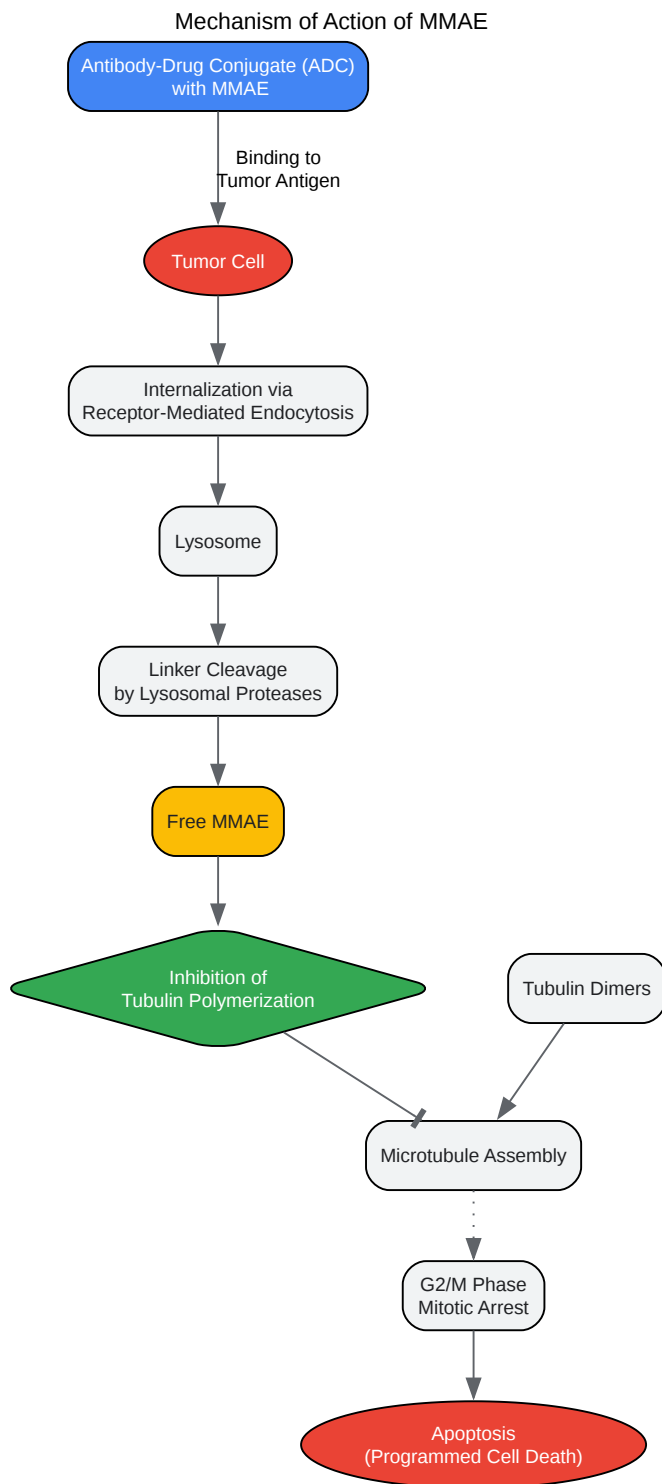 Mechanism of Action of MMAE
Antibody-Drug Conjugate (ADC)
with MMAE
Binding to
Tumor Antigen
Tumor Cell
Internalization via
Receptor-Mediated Endocytosis
Lysosome
Linker Cleavage
by Lysosomal Proteases
Free MMAE
Inhibition of
Tubulin Polymerization
Tubulin Dimers
Microtubule Assembly
G2/M Phase
Mitotic Arrest
Apoptosis
(Programmed Cell Death)